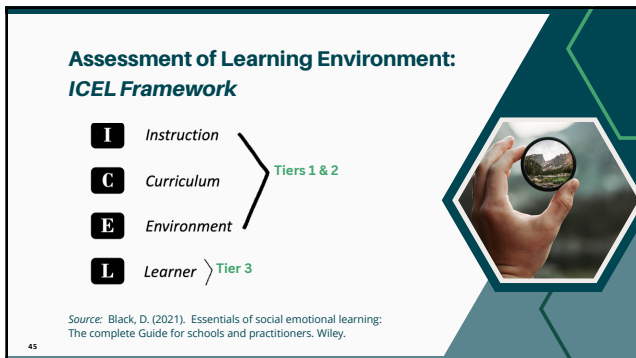 Assessment of Learning Environment:
ICEL Framework
I Instruction
C Curriculum
Tiers 1 & 2
E Environment
L Learner Tier 3
Source: Black, D. (2021). Essentials of social emotional learning:
The complete Guide for schools and practitioners. Wiley.
45